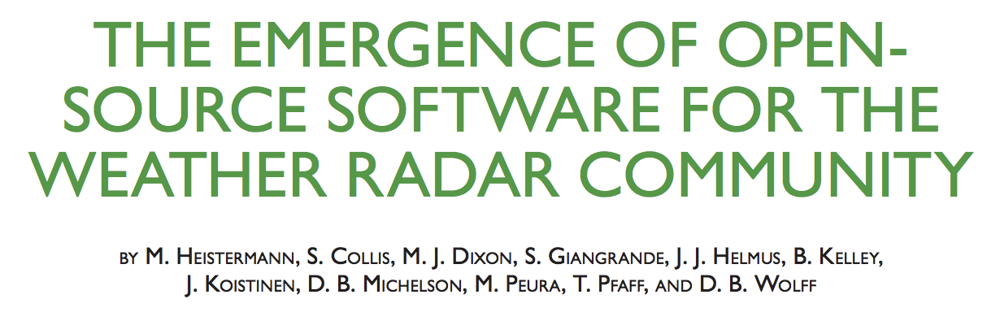 THE EMERGENCE OF OPEN-
SOURCE SOFTWARE FOR THE
WEATHER RADAR COMMUNITY
BY M. HEISTERMANN, S. COLLIS, M. J. DIXON, S. GIANGRANDE, J. J. HELMUS, B. KELLEY,
J. KOISTINEN, D. B. MICHELSON, M. PEURA, T. PFAFF, AND D. B. WOLFF